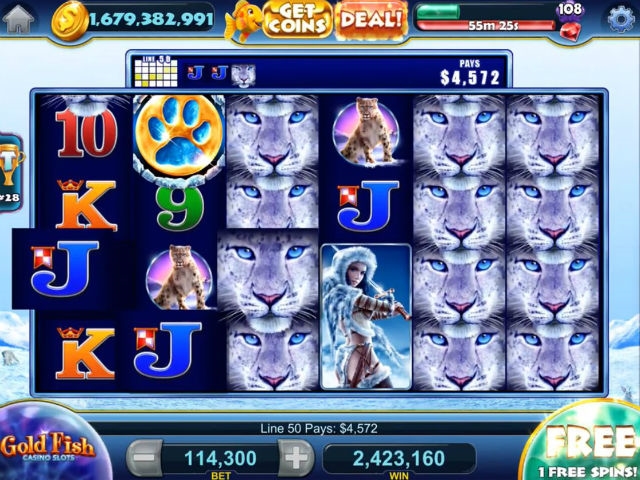 1,679,382,991
GET COINS
DEAL!
108
55m 25s
LINE 50
J J
PAYS
$4,572
10
K
9
J
J
K
J
#28
Line 50 Pays: $4,572
Gold Fish
CASINO SLOTS
114,300
BET
2,423,160
WIN
FREE
1 FREE SPINS!